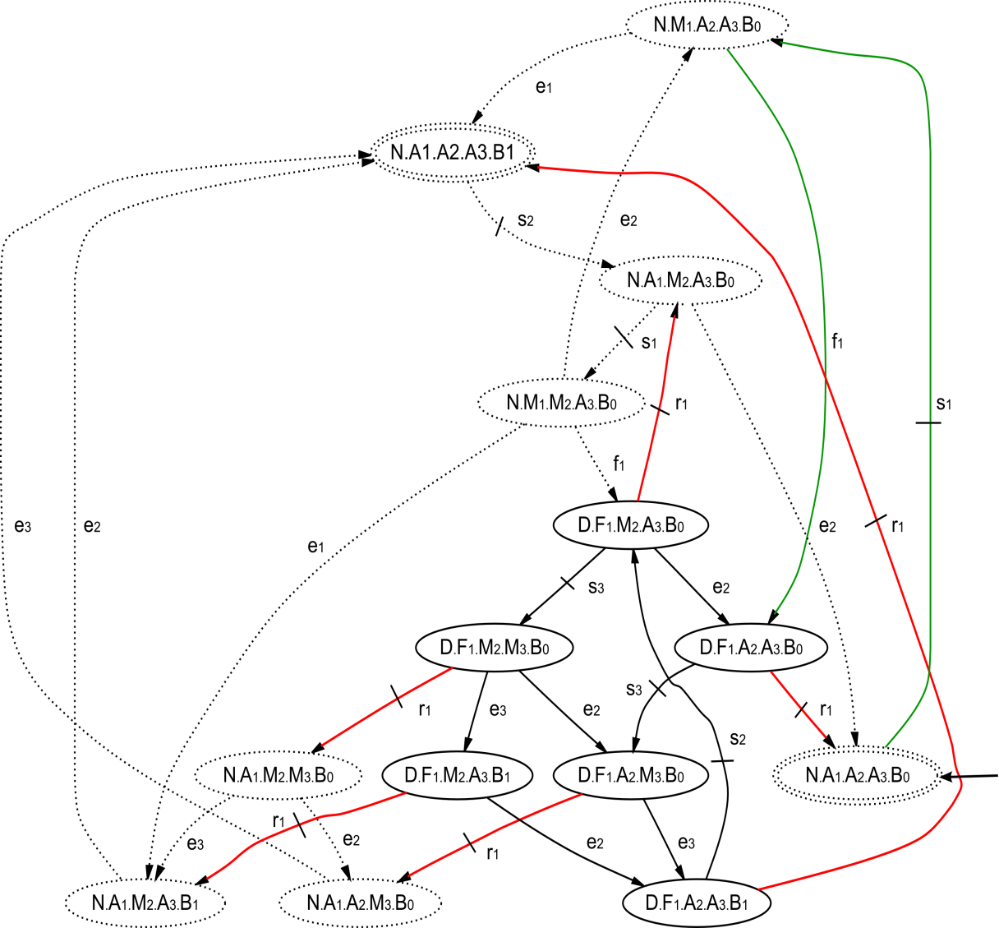 N.M1.A2.A3.B0
e1
N.A1.A2.A3.B1
s2
e2
N.A1.M2.A3.B0
s1
f1
N.M1.M2.A3.B0
r1
s1
f1
e3
e2
e1
D.F1.M2.A3.B0
e2
r1
s3
e2
D.F1.M2.M3.B0
D.F1.A2.A3.B0
r1
e3
e2
s3
r1
s2
N.A1.M2.M3.B0
D.F1.M2.A3.B1
D.F1.A2.M3.B0
N.A1.A2.A3.B0
r1
e3
e2
r1
e2
e3
N.A1.M2.A3.B1
N.A1.A2.M3.B0
D.F1.A2.A3.B1